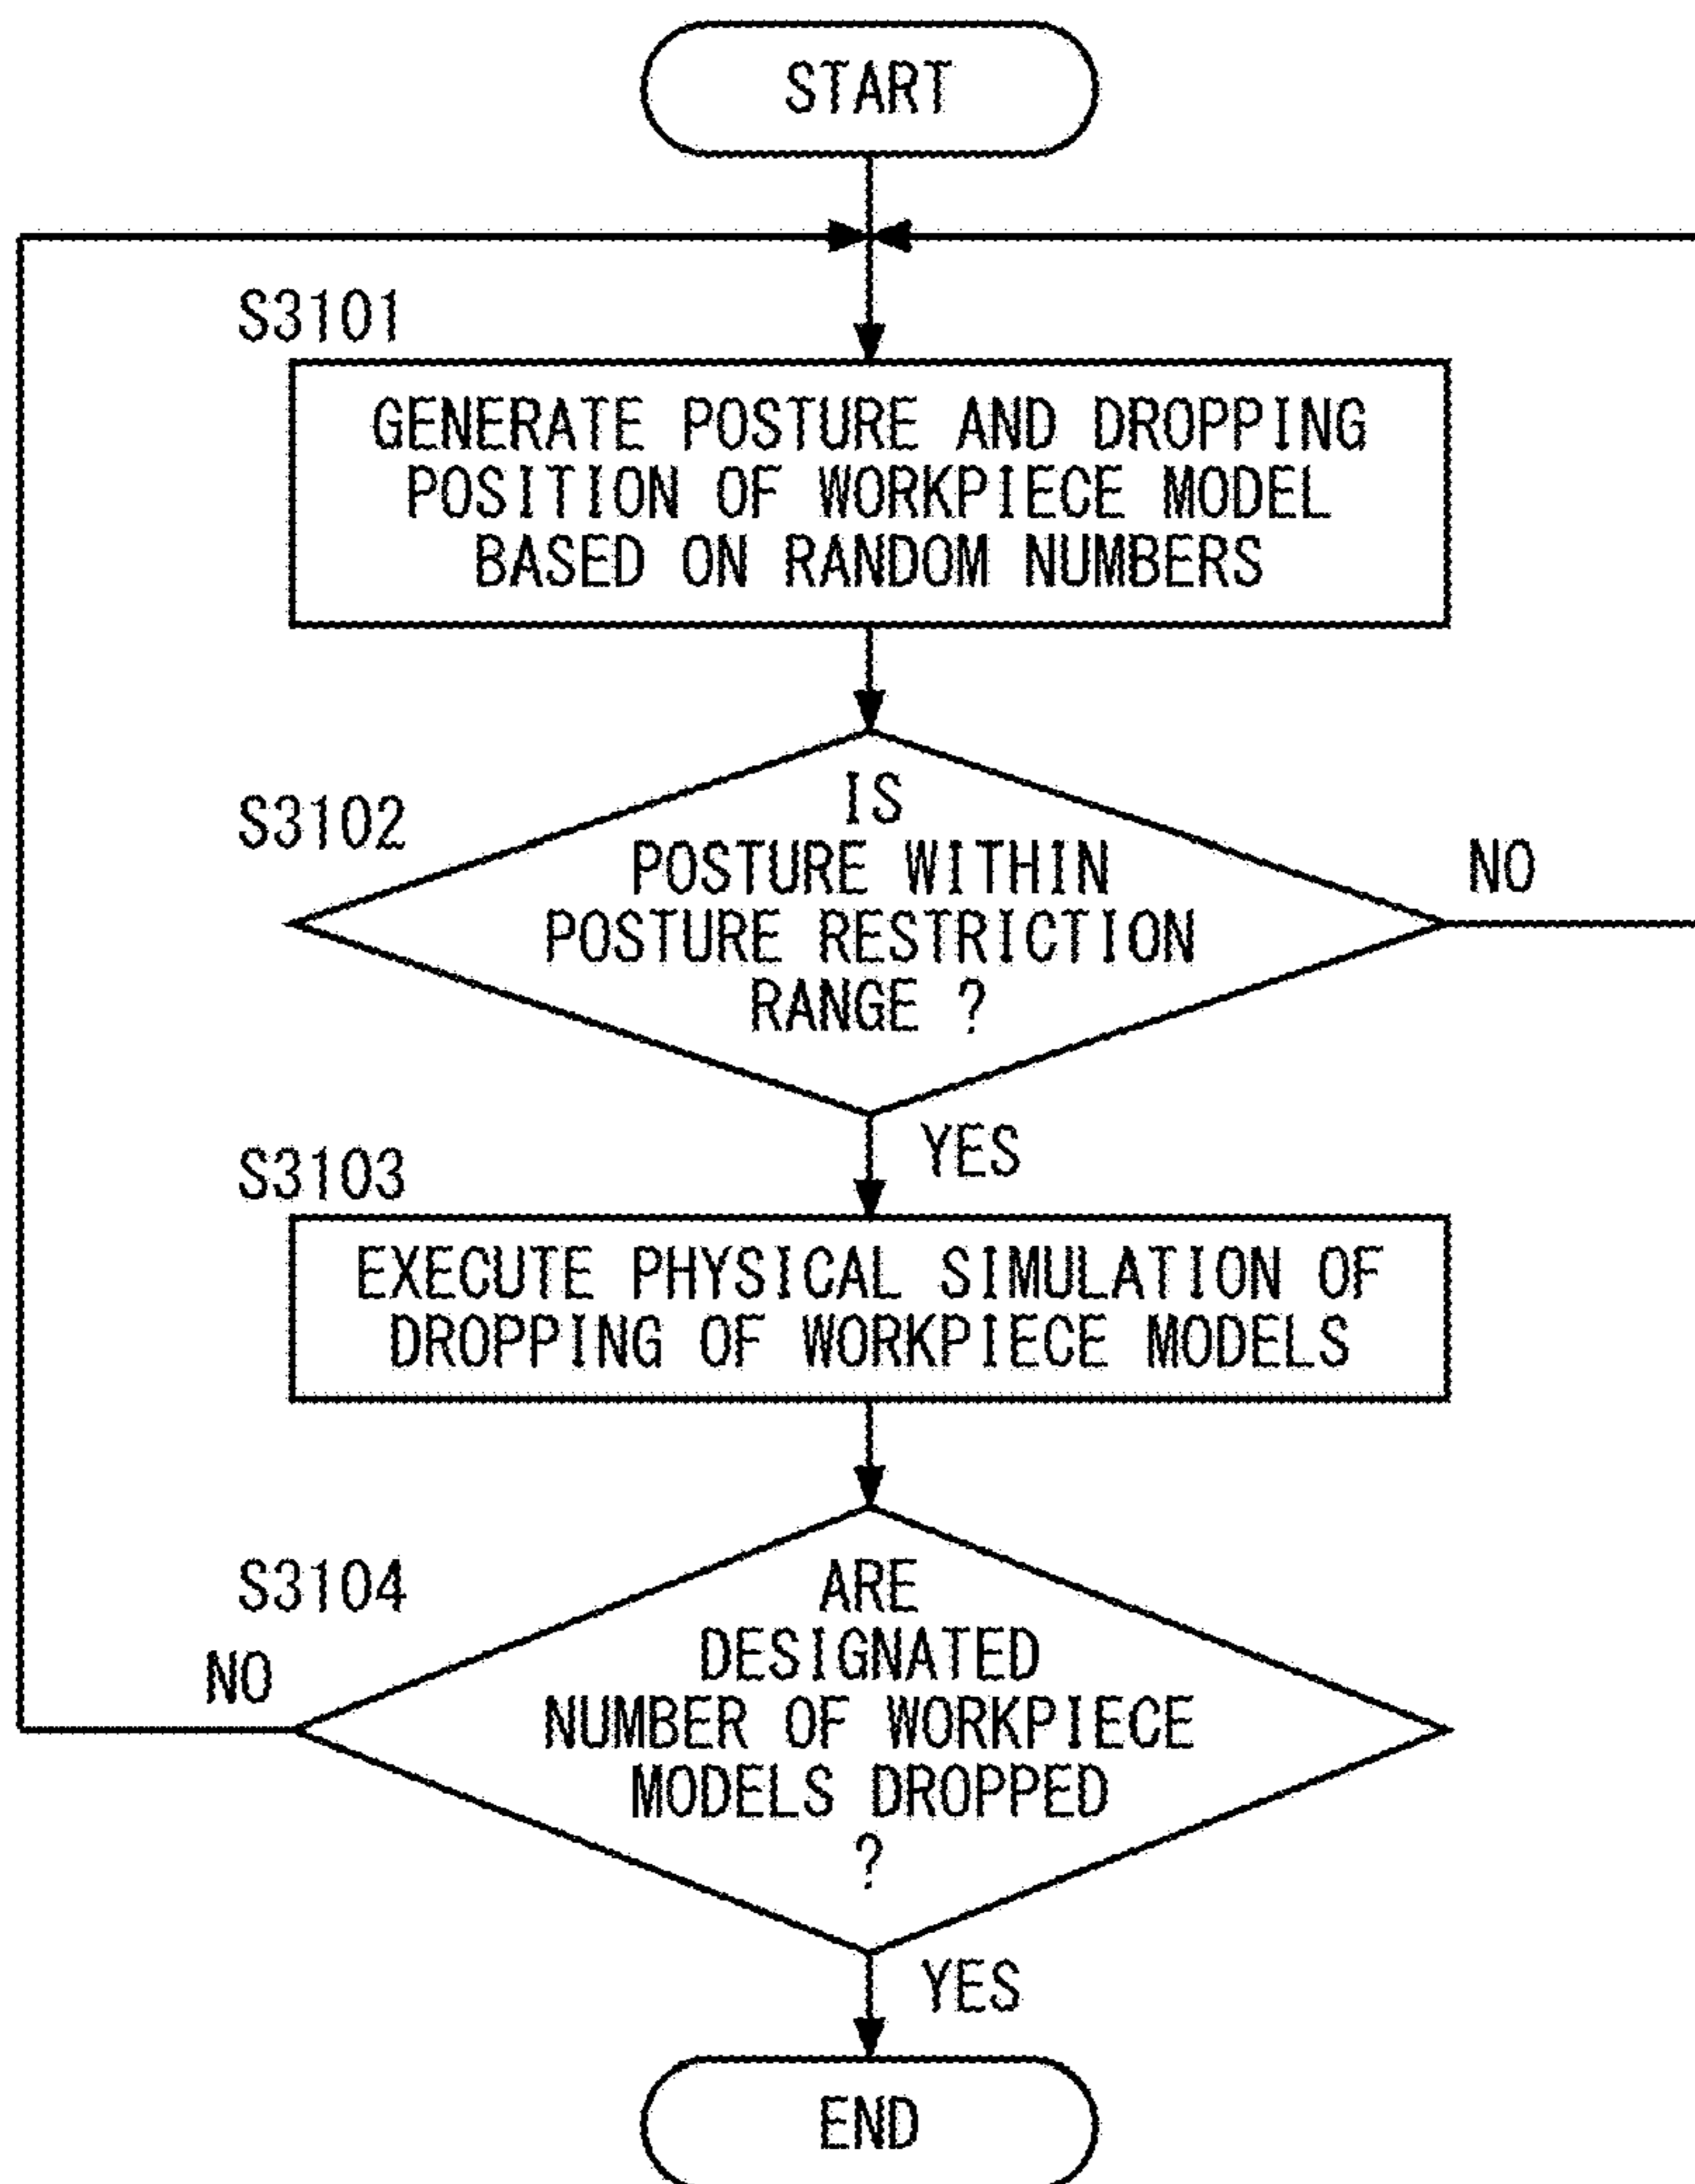 START
S3101
GENERATE POSTURE AND DROPPING
POSITION OF WORKPIECE MODEL
BASED ON RANDOM NUMBERS
S3102
IS
POSTURE WITHIN
POSTURE RESTRICTION
RANGE ?
NO
YES
S3103
EXECUTE PHYSICAL SIMULATION OF
DROPPING OF WORKPIECE MODELS
S3104
ARE
DESIGNATED
NUMBER OF WORKPIECE
MODELS DROPPED
?
NO
YES
END